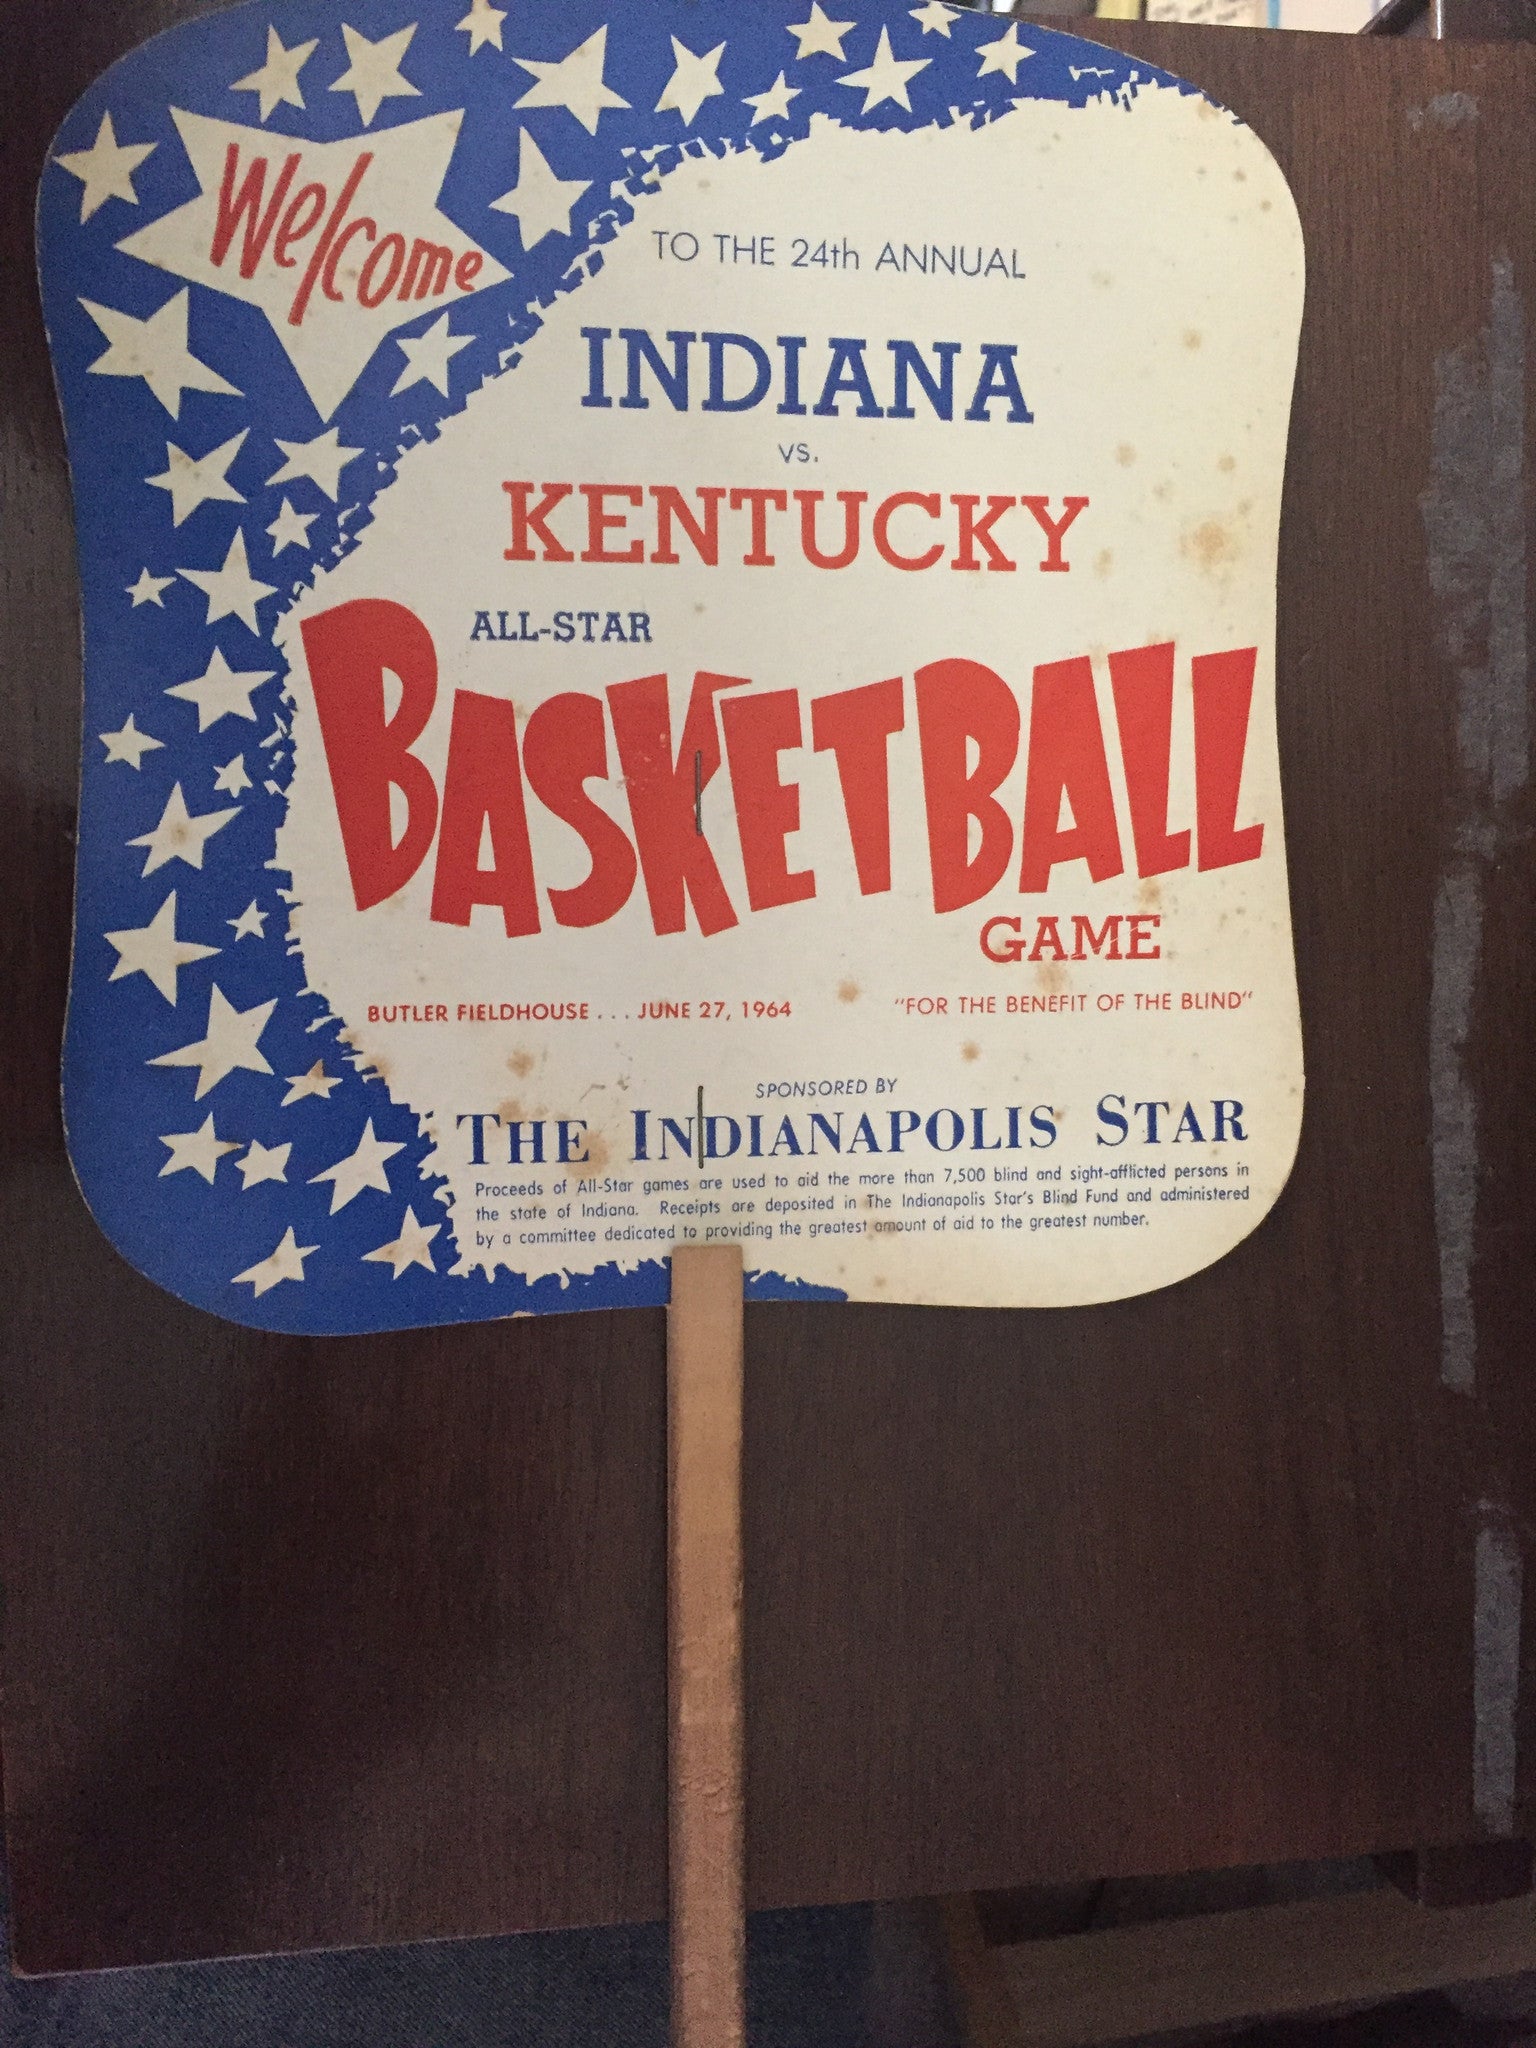 Welcome
TO THE 24th ANNUAL
INDIANA
VS.
KENTUCKY
ALL-STAR
BASKETBALL
GAME
BUTLER FIELDHOUSE . . . JUNE 27, 1964 "FOR THE BENEFIT OF THE BLIND"
SPONSORED BY
THE INDIANAPOLIS STAR
Proceeds of All-Star games are used to aid the more than 7,500 blind and sight-afflicted persons in
the state of Indiana. Receipts are deposited in The Indianapolis Star's Blind Fund and administered
by a committee dedicated to providing the greatest amount of aid to the greatest number.